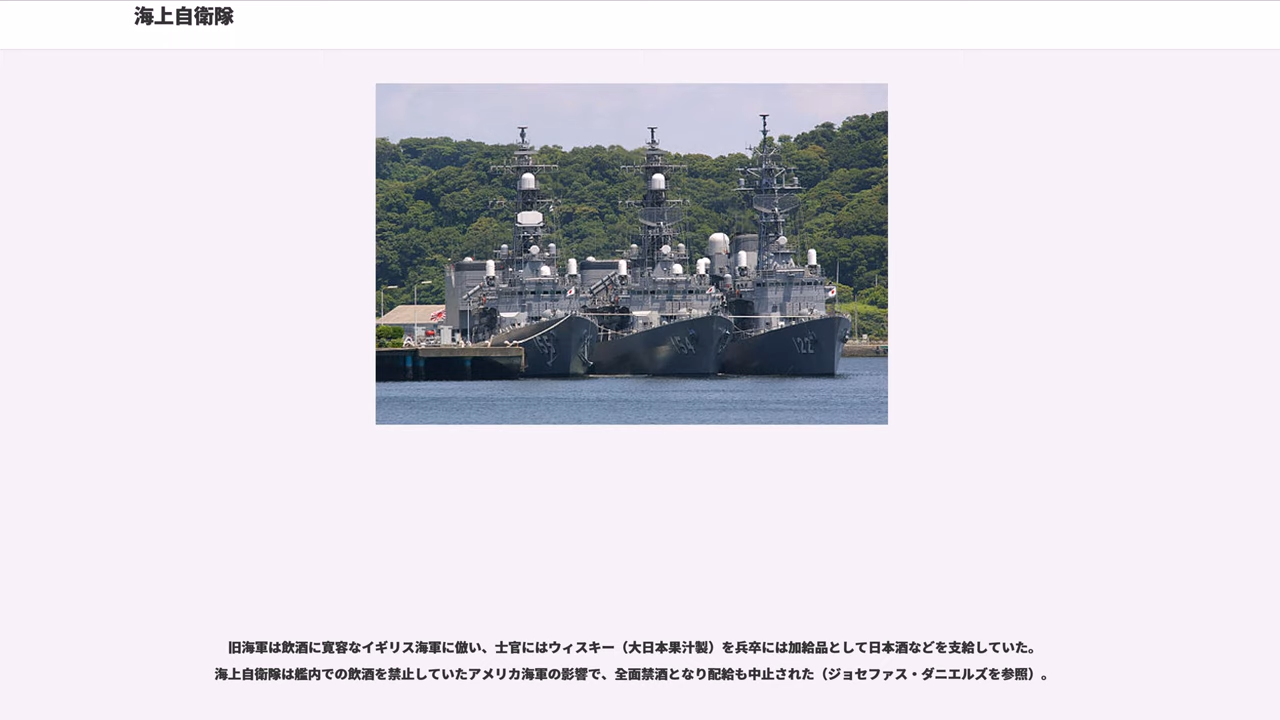 海上自衛隊
155
154
122
旧海軍は飲酒に寛容なイギリス海軍に倣い、士官にはウィスキー（大日本果汁製）を兵卒には加給品として日本酒などを支給していた。
海上自衛隊は艦内での飲酒を禁止していたアメリカ海軍の影響で、全面禁酒となり配給も中止された（ジョセファス・ダニエルズを参照）。